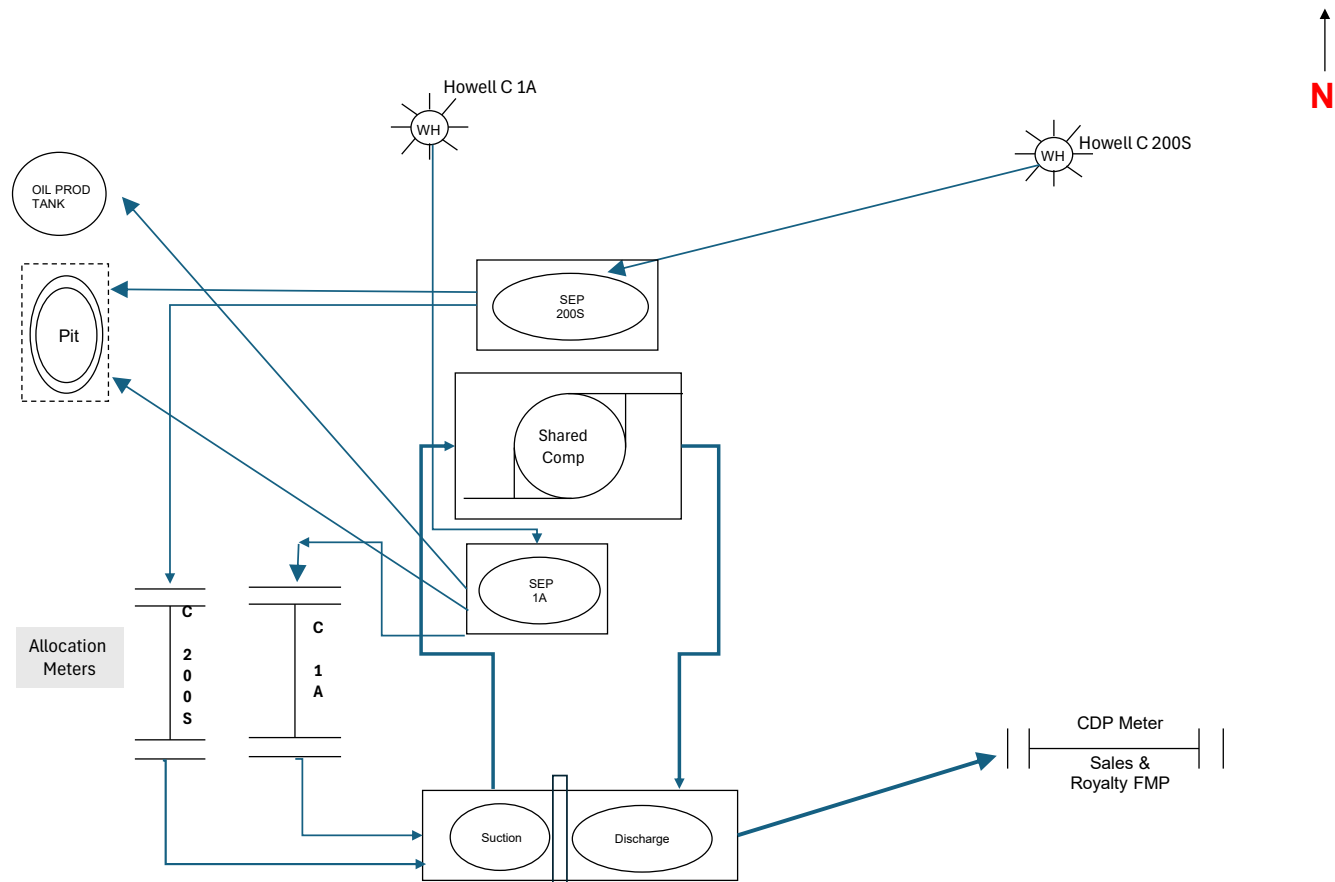 Howell C 1A
WH
N
Howell C 200S
WH
OIL PROD
TANK
SEP
200S
Pit
Shared
Comp
SEP
1A
Allocation
Meters
C
2
0
0
S
C
1
A
CDP Meter
Sales &
Royalty FMP
Suction
Discharge